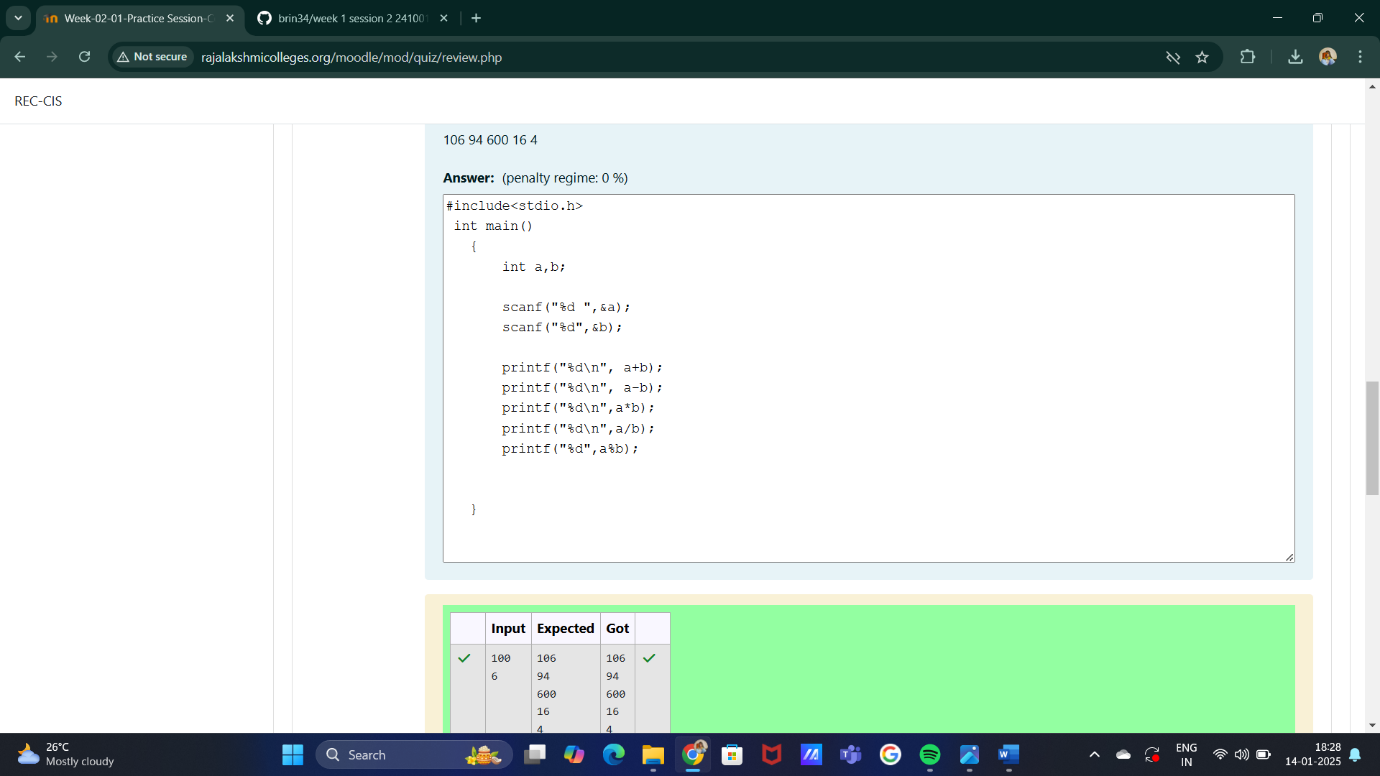 Week-02-01-Practice Session-C
brin34/week 1 session 2 241001
Not secure
rajalakshmicolleges.org/moodle/mod/quiz/review.php
REC-CIS
106 94 600 16 4
Answer: (penalty regime: 0 %)
#include<stdio.h>
int main()
{
int a,b;
scanf("%d ",&a);
scanf("%d",&b);
printf("%d\n", a+b);
printf("%d\n", a-b);
printf("%d\n",a*b);
printf("%d\n",a/b);
printf("%d",a%b);
}
Input Expected Got
100 106 106
6 94 94
600 600
16 16
4 4
26°C
Mostly cloudy
Search
ENG
IN
18:28
14-01-2025